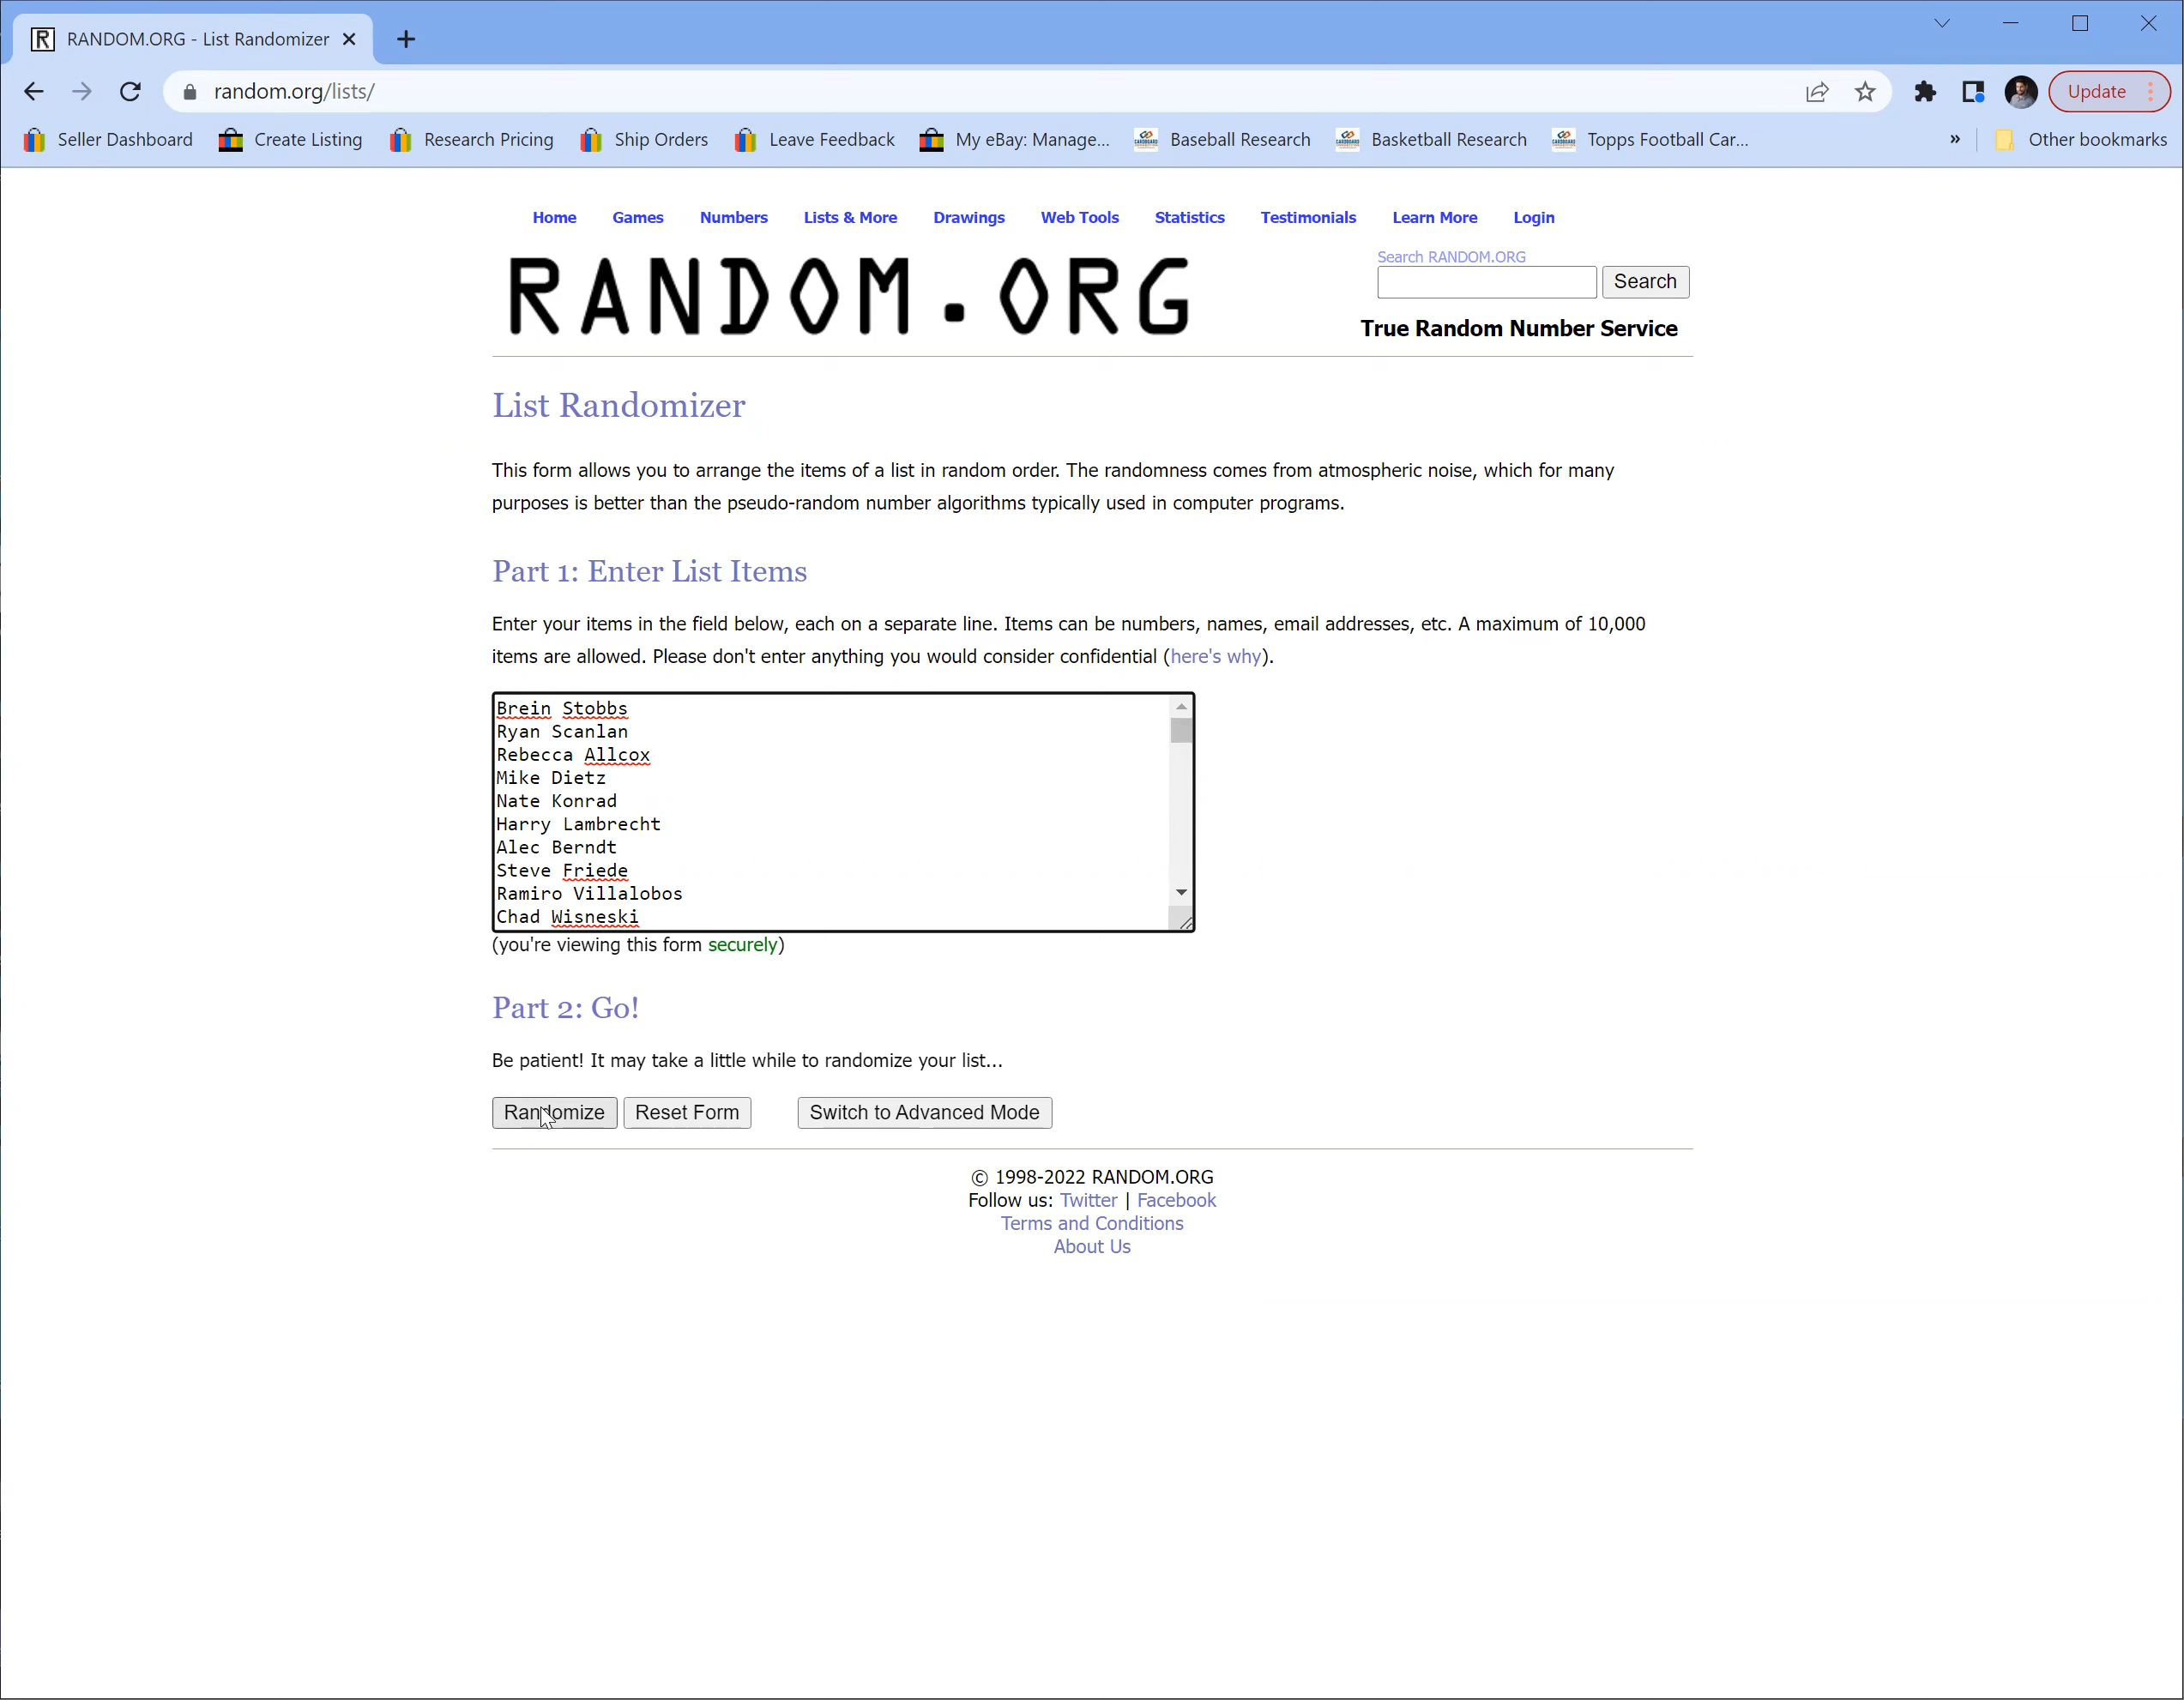 RANDOM.ORG - List Randomizer
random.org/lists/
Update
Seller Dashboard Create Listing Research Pricing Ship Orders Leave Feedback My eBay: Manage... Baseball Research Basketball Research Topps Football Car... » Other bookmarks
Home Games Numbers Lists & More Drawings Web Tools Statistics Testimonials Learn More Login
RANDOM.ORG
Search RANDOM.ORG
Search
True Random Number Service
List Randomizer
This form allows you to arrange the items of a list in random order. The randomness comes from atmospheric noise, which for many
purposes is better than the pseudo-random number algorithms typically used in computer programs.
Part 1: Enter List Items
Enter your items in the field below, each on a separate line. Items can be numbers, names, email addresses, etc. A maximum of 10,000
items are allowed. Please don't enter anything you would consider confidential (here's why).
Brein Stobbs
Ryan Scanlan
Rebecca Allcox
Mike Dietz
Nate Konrad
Harry Lambrecht
Alec Berndt
Steve Friede
Ramiro Villalobos
Chad Wisneski
(you're viewing this form securely)
Part 2: Go!
Be patient! It may take a little while to randomize your list...
Randomize Reset Form Switch to Advanced Mode
© 1998-2022 RANDOM.ORG
Follow us: Twitter | Facebook
Terms and Conditions
About Us